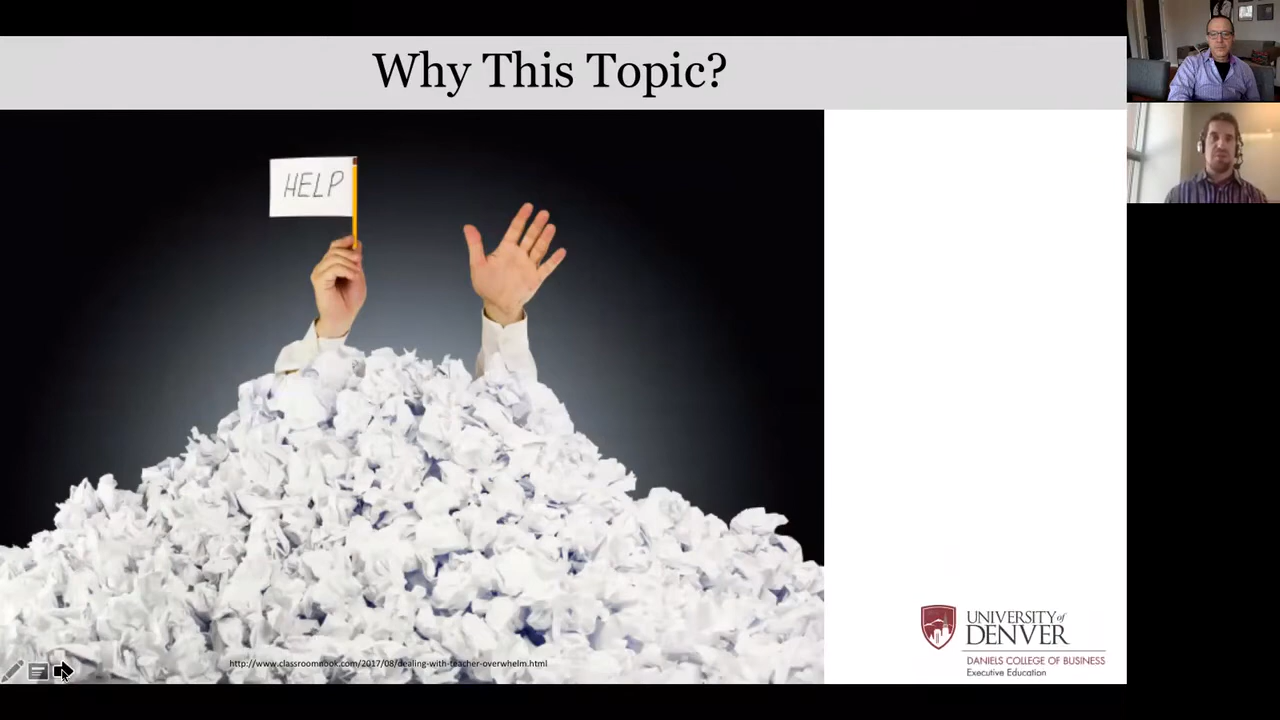 Why This Topic?
HELP
http://www.classroomnook.com/2017/08/dealing-with-teacher-overwhelm.html
UNIVERSITY of
DENVER
DANIELS COLLEGE OF BUSINESS
Executive Education